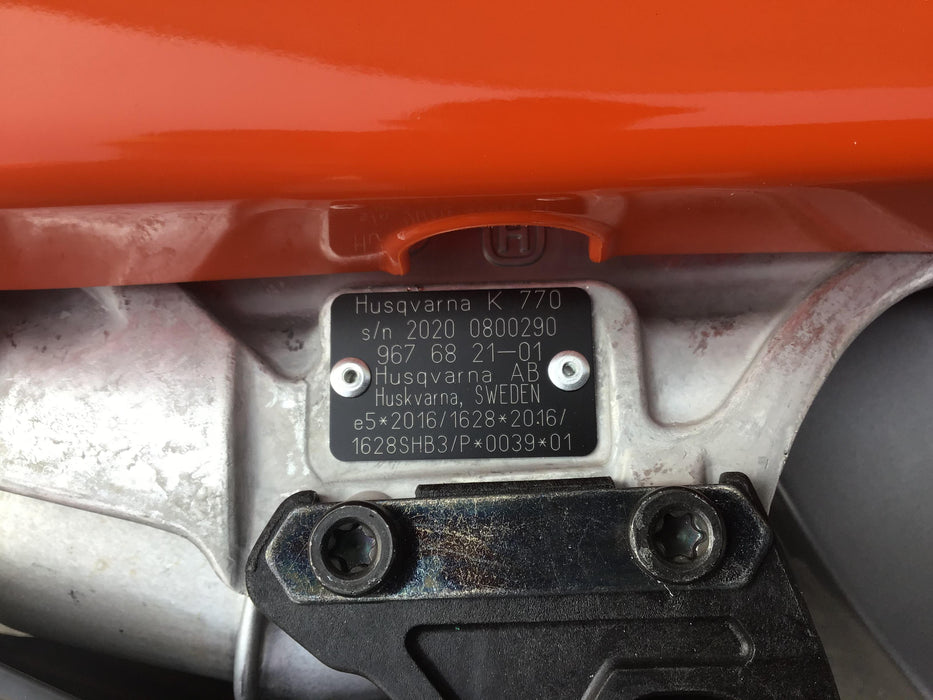 Husqvarna K 770
s/n 2020 0800290
967 68 21—01
Husqvarna AB
Huskvarna, SWEDEN
e5*2016/1628*2016/
1628SHB3/P*0039*01